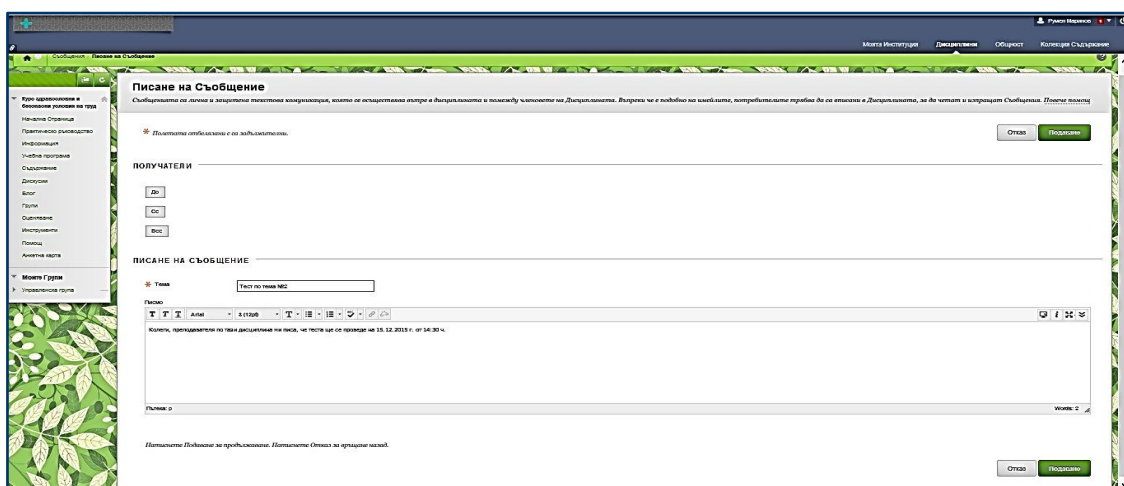 Румен Маринов
Моята Институция Дисциплини Общност Колекция Съдържание
Съобщения Писане на Съобщение
Курс здравословни и безопасни условия на труд
Начална Страница
Практическо ръководство
Информация
Учебна програма
Съдържание
Дискусии
Блог
Групи
Оценяване
Инструменти
Помощ
Анкетна карта
Моите Групи
Управленска група
Писане на Съобщение
Съобщенията са лична и защитена текстова комуникация, която се осъществява вътре в дисциплината и помежду членовете на Дисциплината. Въпреки че е подобно на имейлите, потребителите трябва да са вписани в Дисциплината, за да четат и изпращат Съобщения. Повече помощ
* Полетата отбелязани с са задължителни.
Отказ Подаване
ПОЛУЧАТЕЛИ
До
Cc
Bcc
ПИСАНЕ НА СЪОБЩЕНИЕ
* Тема Тест по тема №2
Писмо
T T T Arial 3 (12pt) T
Колеги, преподавателя по тази дисциплина ни писа, че теста ще се проведе на 15.12.2015 г. от 14:30 ч.
Пътека: p Words: 2
Натиснете Подаване за продължаване. Натиснете Отказ за връщане назад.
Отказ Подаване